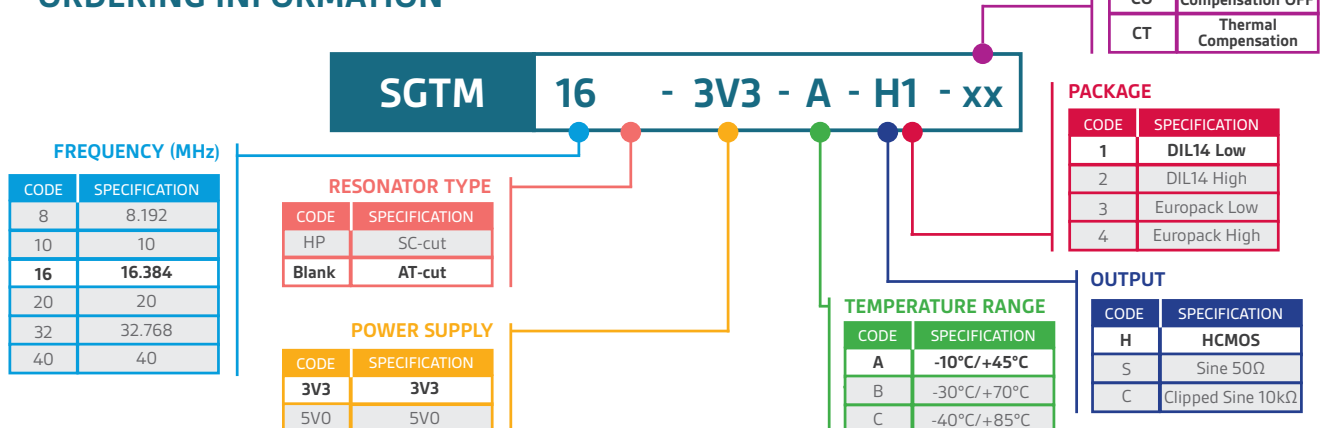 ORDERING INFORMATION
Compensation OFF
CT Thermal Compensation
SGTM 16 - 3V3 - A - H1 - xx
PACKAGE
CODE SPECIFICATION
1 DIL14 Low
2 DIL14 High
3 Europack Low
4 Europack High
FREQUENCY (MHz)
CODE SPECIFICATION
8 8.192
10 10
16 16.384
20 20
32 32.768
40 40
RESONATOR TYPE
CODE SPECIFICATION
HP SC-cut
Blank AT-cut
POWER SUPPLY
CODE SPECIFICATION
3V3 3V3
5V0 5V0
TEMPERATURE RANGE
CODE SPECIFICATION
A -10°C/+45°C
B -30°C/+70°C
C -40°C/+85°C
OUTPUT
CODE SPECIFICATION
H HCMOS
S Sine 50Ω
C Clipped Sine 10kΩ